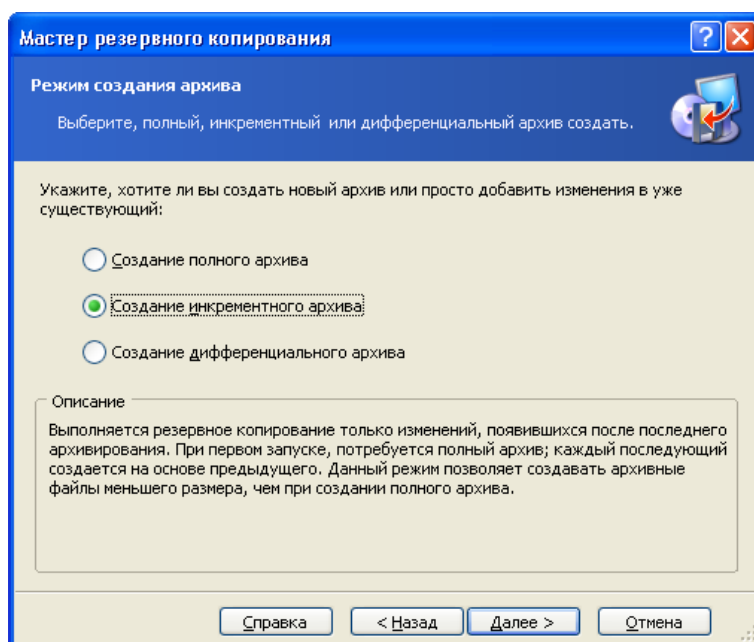 Мастер резервного копирования
Режим создания архива
Выберите, полный, инкрементный или дифференциальный архив создать.
Укажите, хотите ли вы создать новый архив или просто добавить изменения в уже
существующий:
Создание полного архива
Создание инкрементного архива
Создание дифференциального архива
Описание
Выполняется резервное копирование только изменений, появившихся после последнего
архивирования. При первом запуске, потребуется полный архив; каждый последующий
создается на основе предыдущего. Данный режим позволяет создавать архивные
файлы меньшего размера, чем при создании полного архива.
Справка
< Назад
Далее >
Отмена